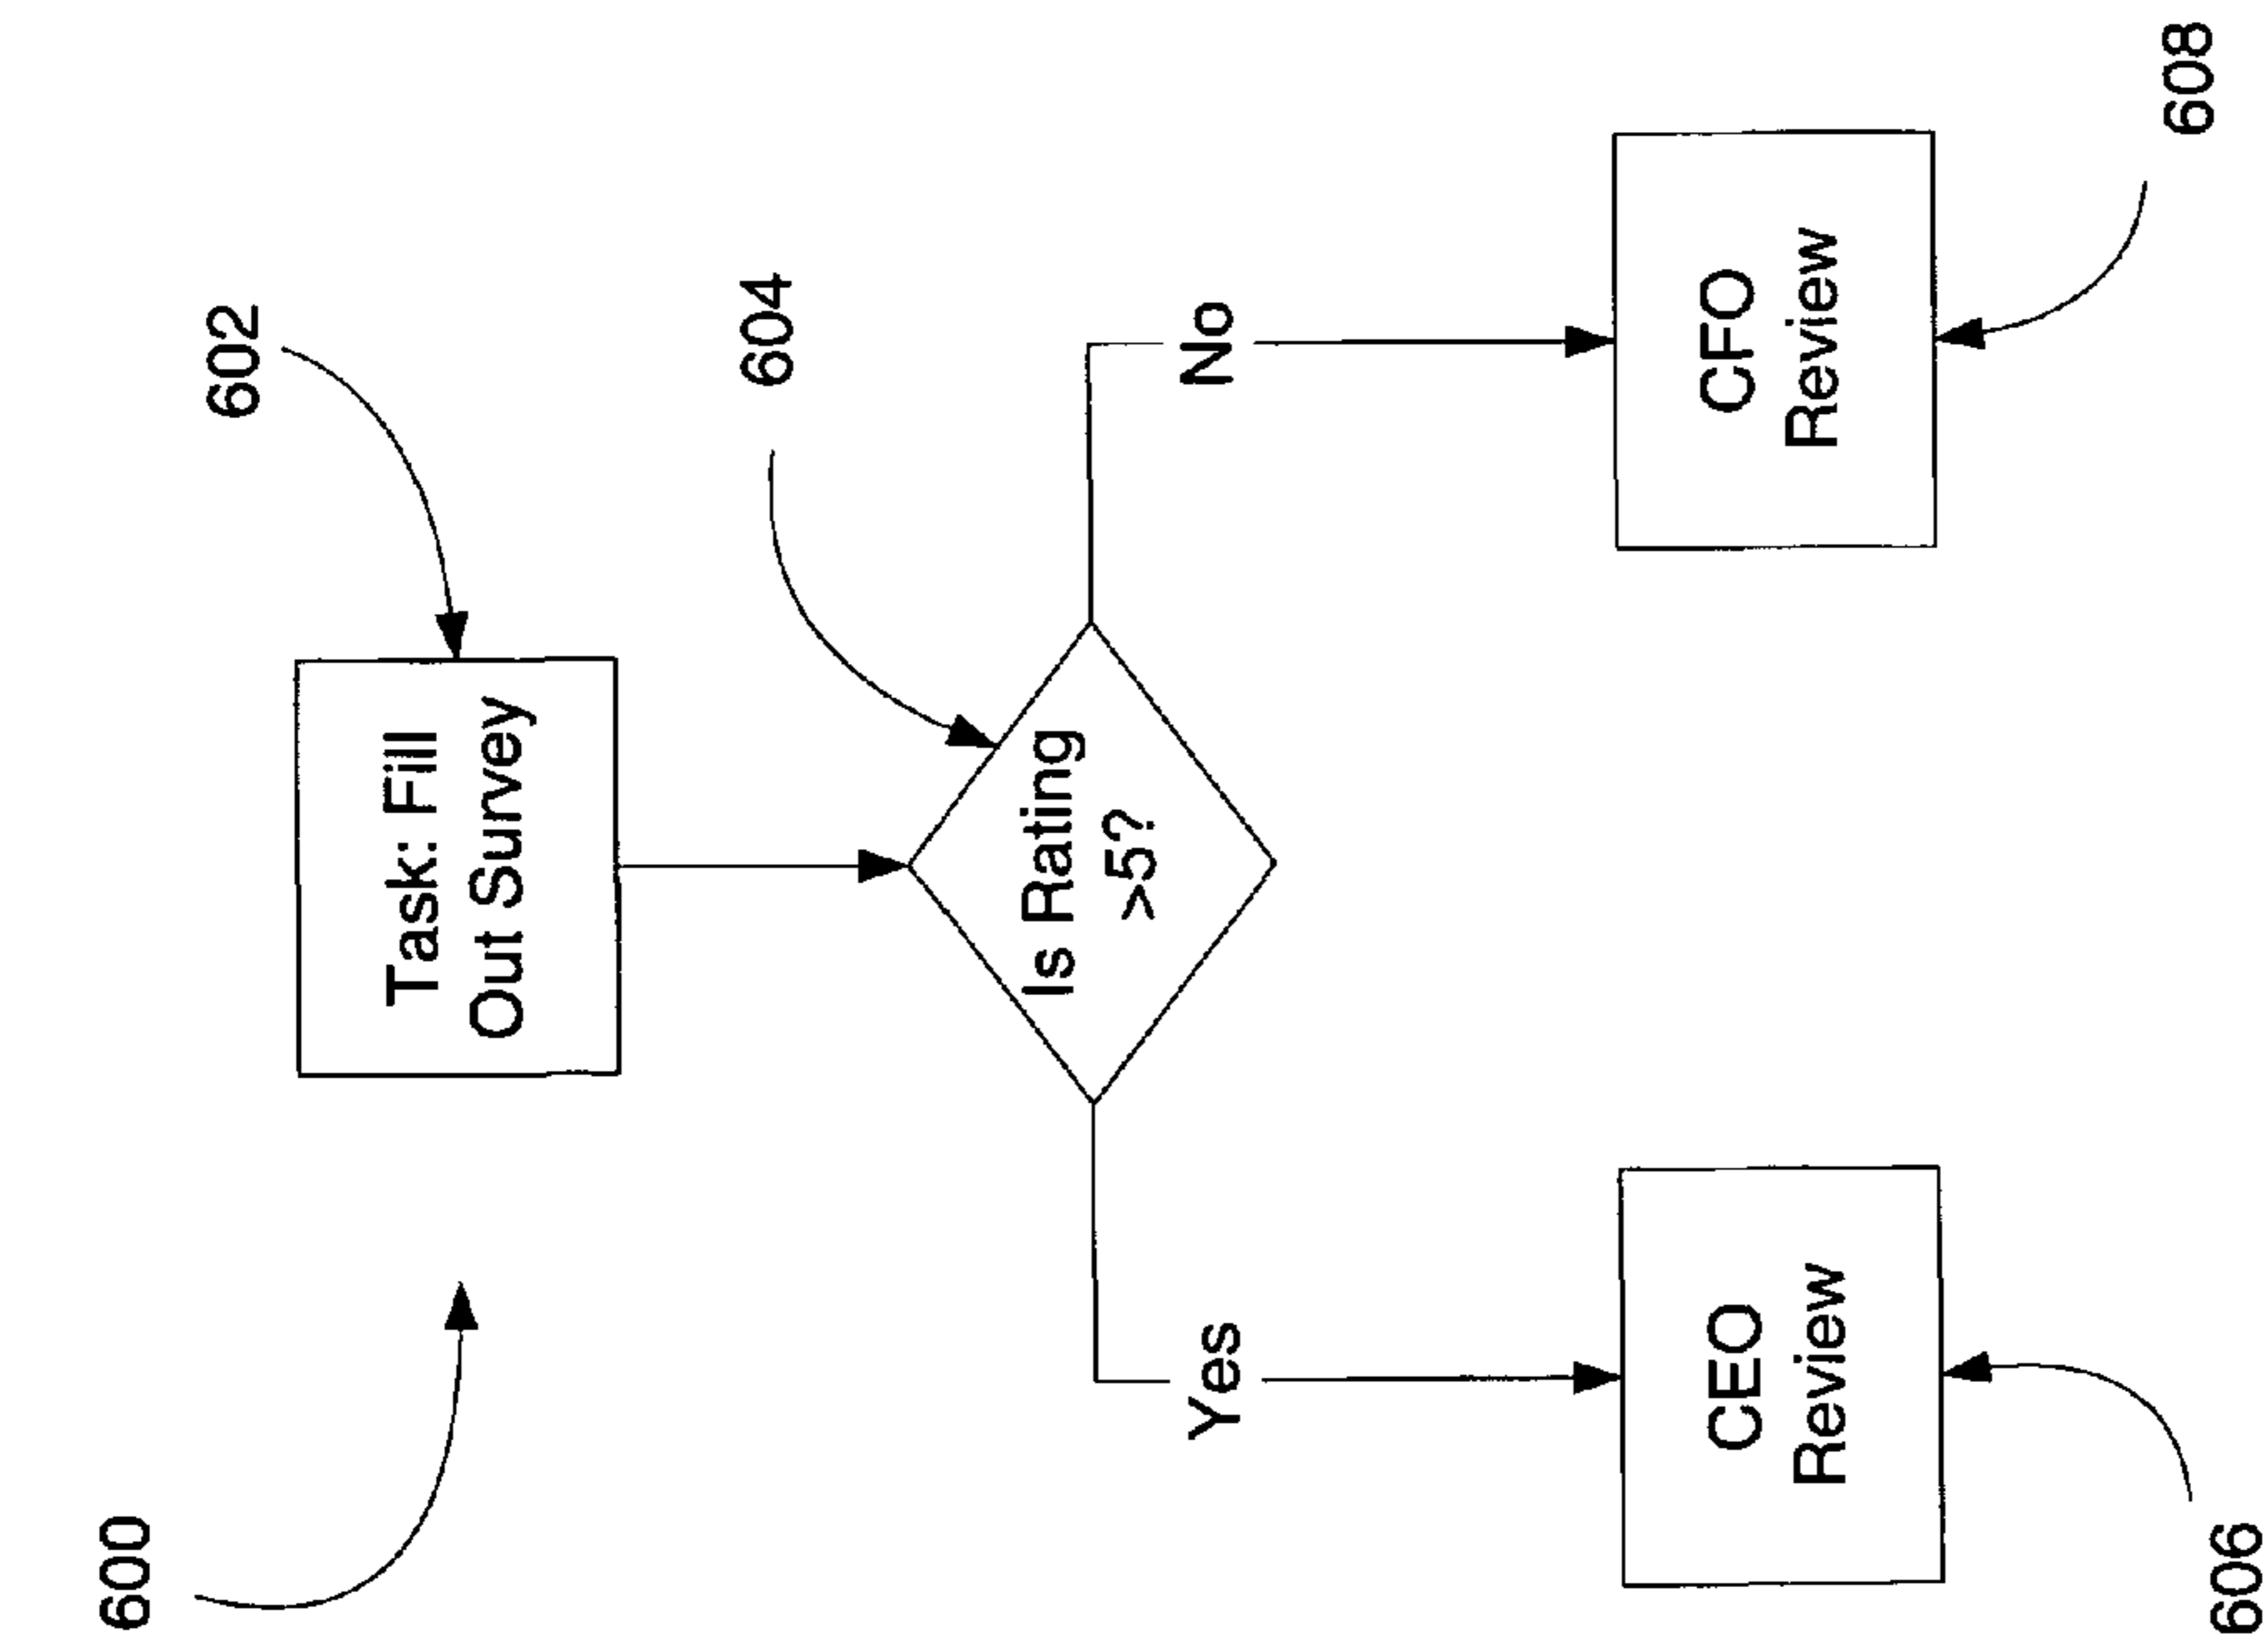 600
602
Task: Fill
Out Survey
604
Is Rating
>5?
Yes
No
CEO
Review
CFO
Review
606
608